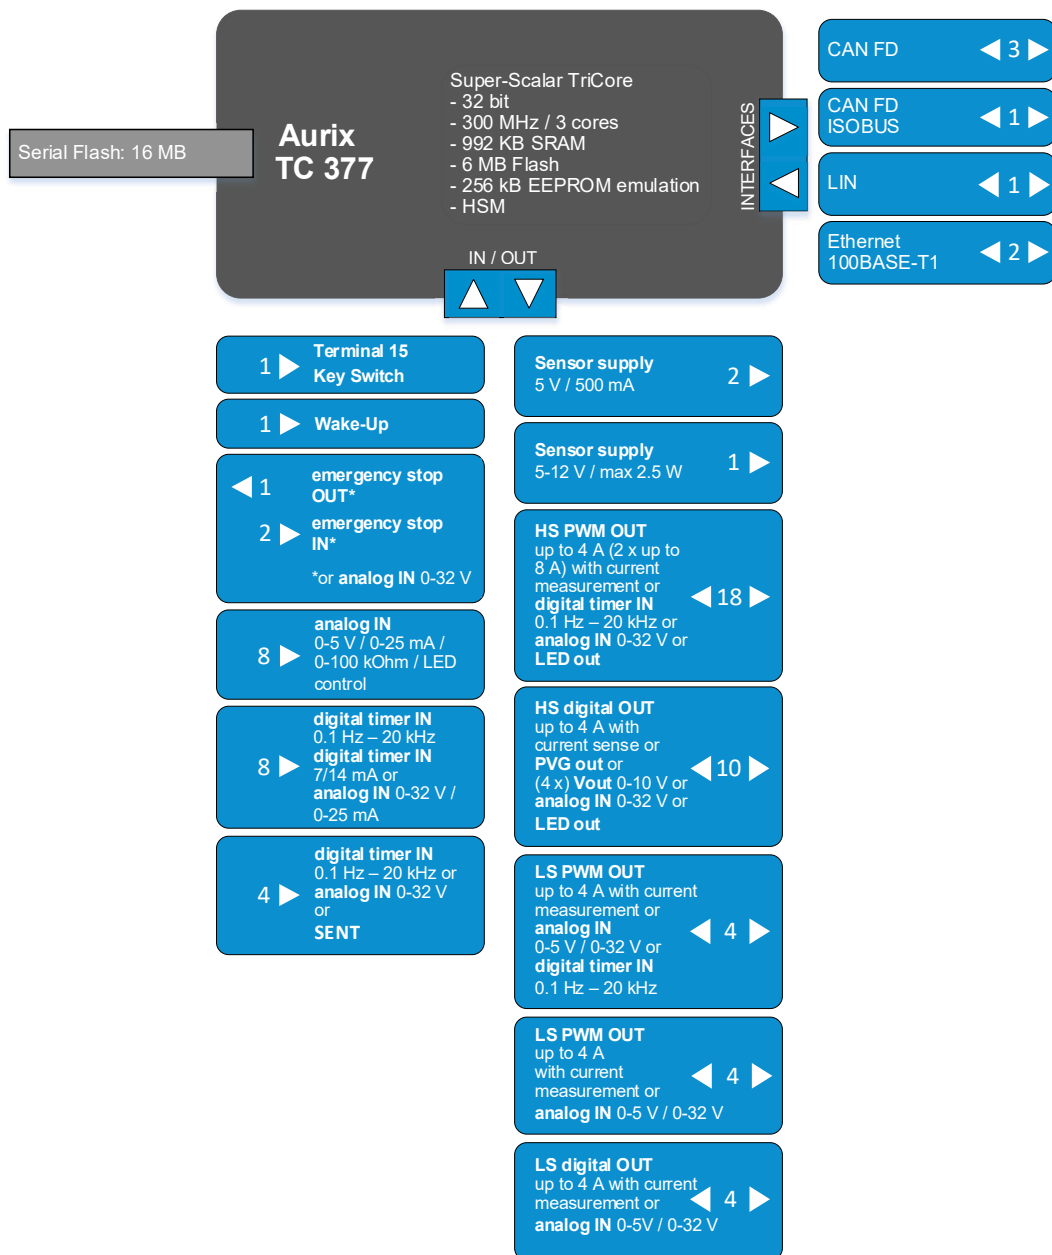 Serial Flash: 16 MB
Aurix
TC 377
Super-Scalar TriCore
- 32 bit
- 300 MHz / 3 cores
- 992 KB SRAM
- 6 MB Flash
- 256 kB EEPROM emulation
- HSM
INTERFACES
IN / OUT
CAN FD
3
CAN FD
ISOBUS
1
LIN
1
Ethernet
100BASE-T1
2
1
Terminal 15
Key Switch
1
Wake-Up
1
emergency stop
OUT*
2
emergency stop
IN*
*or analog IN 0-32 V
8
analog IN
0-5 V / 0-25 mA /
0-100 kOhm / LED
control
8
digital timer IN
0.1 Hz – 20 kHz
digital timer IN
7/14 mA or
analog IN 0-32 V /
0-25 mA
4
digital timer IN
0.1 Hz – 20 kHz or
analog IN 0-32 V
or
SENT
Sensor supply
5 V / 500 mA
2
Sensor supply
5-12 V / max 2.5 W
1
HS PWM OUT
up to 4 A (2 x up to
8 A) with current
measurement or
digital timer IN
0.1 Hz – 20 kHz or
analog IN 0-32 V or
LED out
18
HS digital OUT
up to 4 A with
current sense or
PVG out or
(4 x) Vout 0-10 V or
analog IN 0-32 V or
LED out
10
LS PWM OUT
up to 4 A with current
measurement or
analog IN
0-5 V / 0-32 V or
digital timer IN
0.1 Hz – 20 kHz
4
LS PWM OUT
up to 4 A
with current
measurement or
analog IN 0-5 V / 0-32 V
4
LS digital OUT
up to 4 A with current
measurement or
analog IN 0-5V / 0-32 V
4